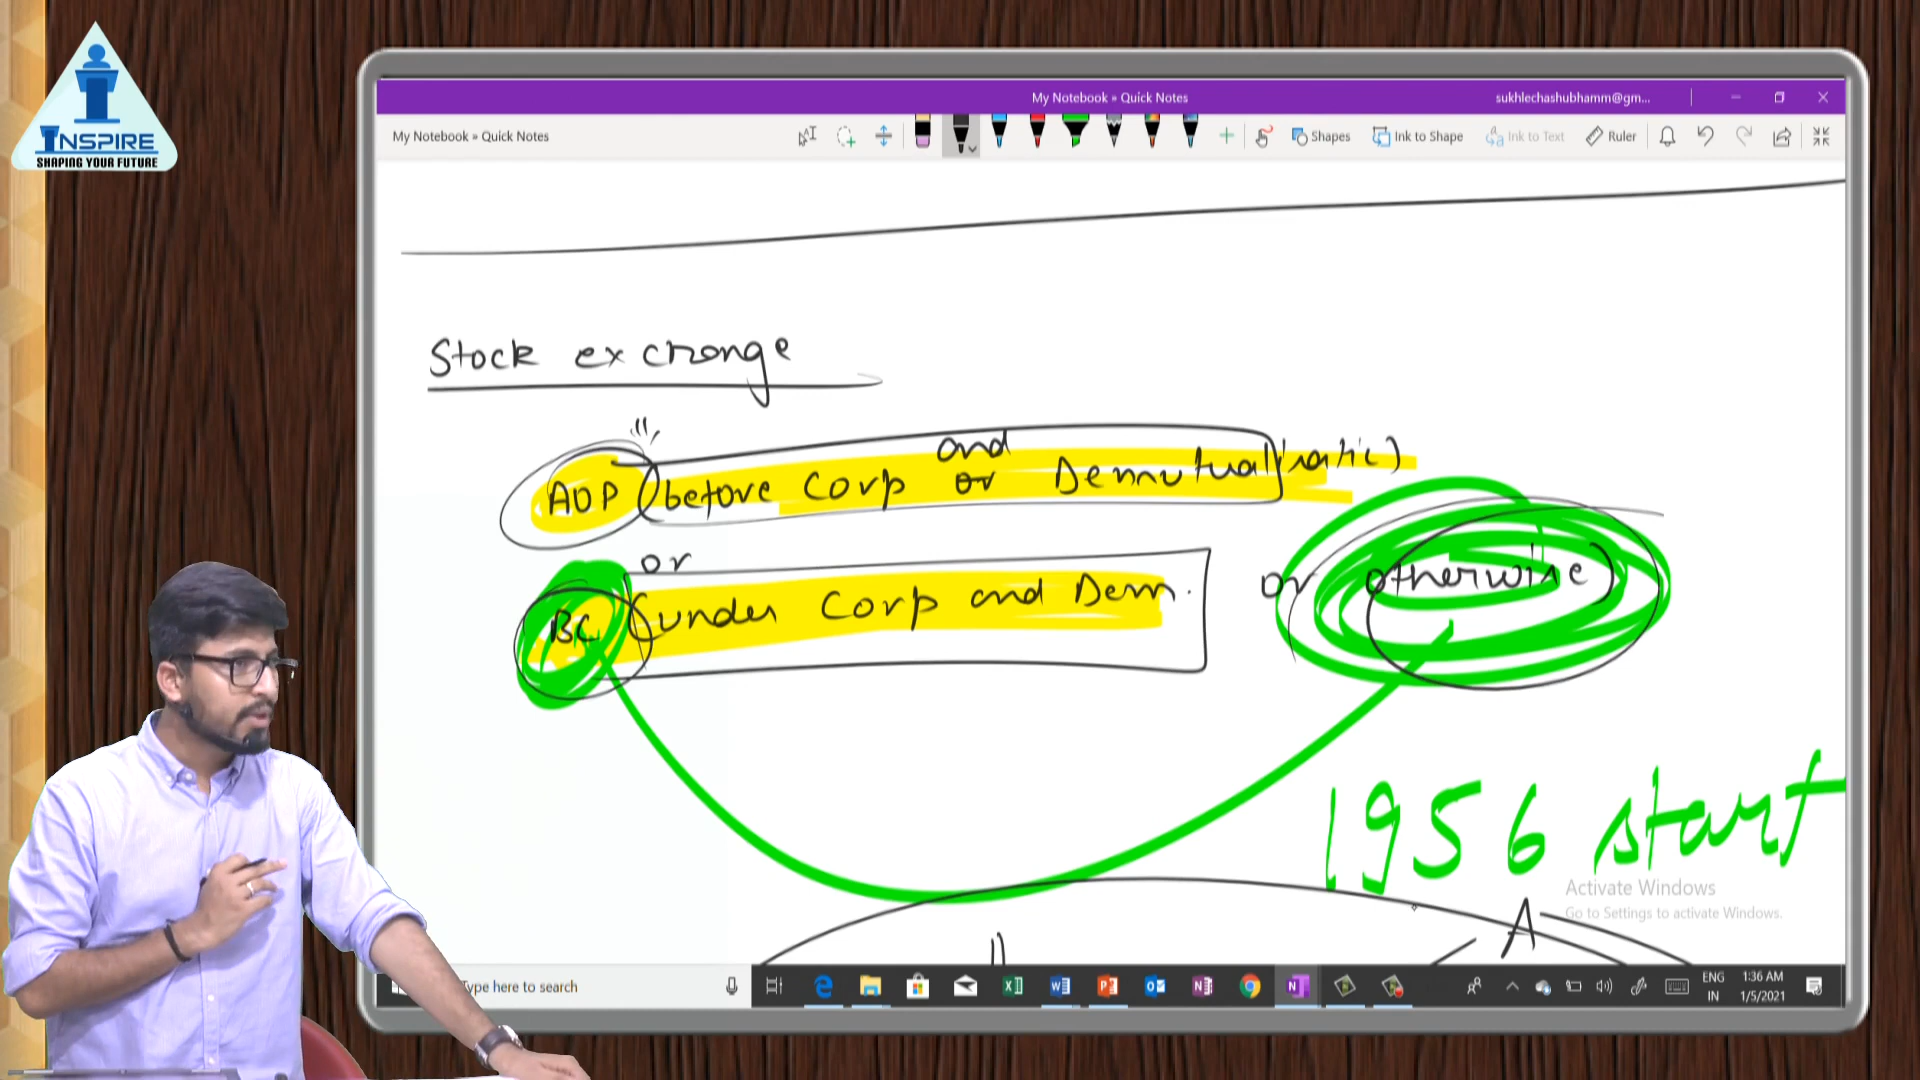 INSPIRE
SHAPING YOUR FUTURE
My Notebook » Quick Notes
sukhlechashubhamm@gm...
My Notebook » Quick Notes
Shapes
Ink to Shape
Ink to Text
Ruler
Stock exchange
and
AOP (before Corp or Demutual
or
BC (under Corp and Dem.
or otherwise)
1956 start
Activate Windows
Go to Settings to activate Windows.
A
Type here to search
ENG
IN
1:36 AM
1/5/2021